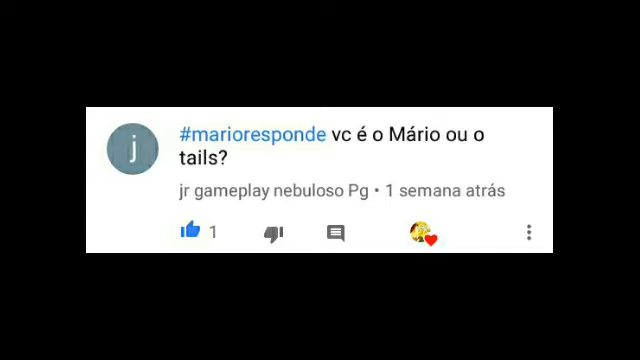 j
#marioresponde vc é o Mário ou o
tails?
jr gameplay nebuloso Pg • 1 semana atrás
1